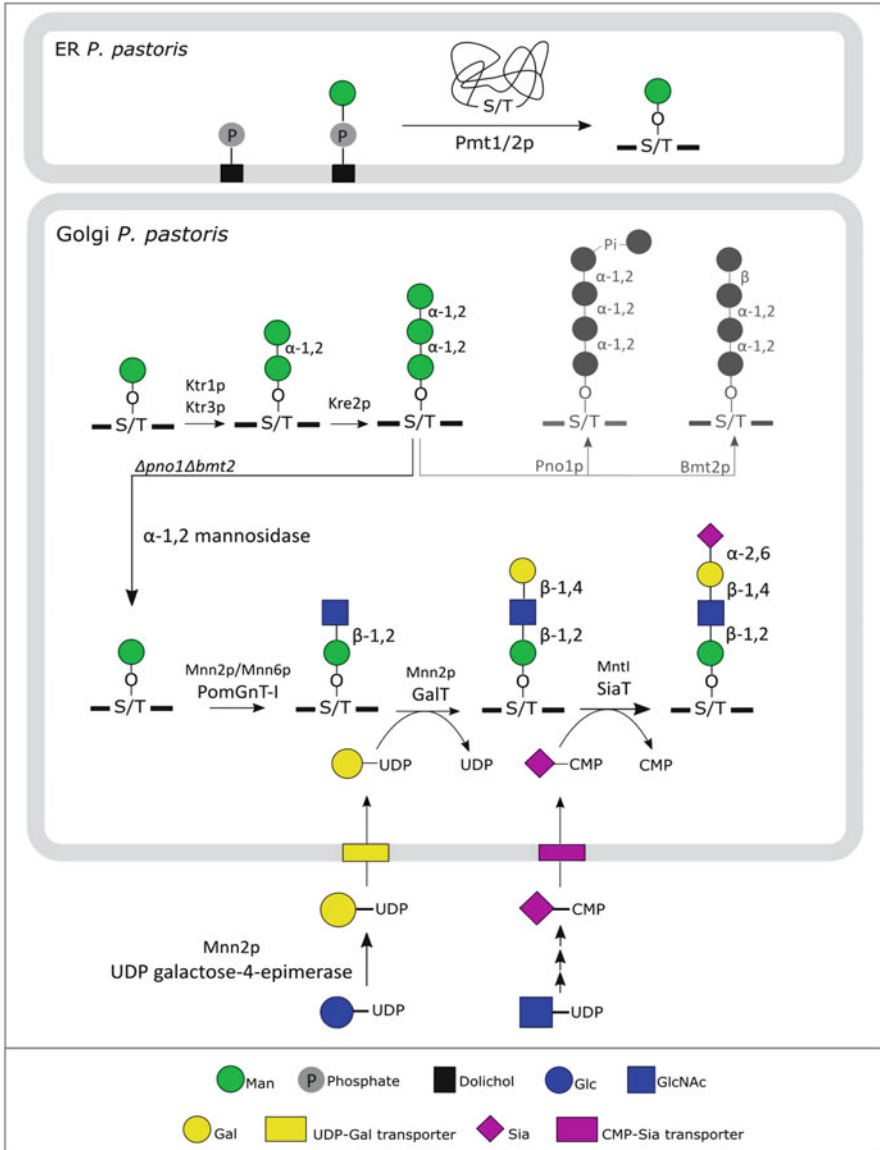 ER P. pastoris
P
P
S/T
Pmt1/2p
O
S/T
Golgi P. pastoris
O
S/T
Ktr1p
Ktr3p
α-1,2
O
S/T
Kre2p
α-1,2
α-1,2
O
S/T
Pi
α-1,2
α-1,2
α-1,2
O
S/T
β
α-1,2
α-1,2
O
S/T
Δpno1Δbmt2
Pno1p
Bmt2p
α-1,2 mannosidase
O
S/T
Mnn2p/Mnn6p
PomGnT-I
β-1,2
O
S/T
Mnn2p
GalT
β-1,4
β-1,2
O
S/T
MntI
SiaT
α-2,6
β-1,4
β-1,2
O
S/T
UDP
UDP
CMP
CMP
UDP
CMP
Mnn2p
UDP galactose-4-epimerase
UDP
UDP
Man
P Phosphate
Dolichol
Glc
GlcNAc
Gal
UDP-Gal transporter
Sia
CMP-Sia transporter